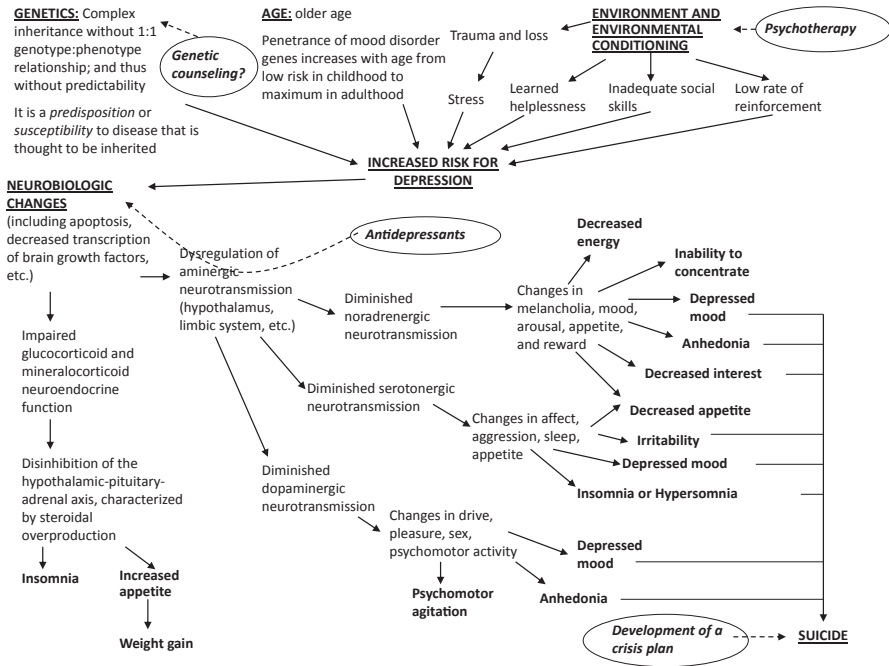 GENETICS: Complex
inheritance without 1:1
genotype:phenotype
relationship; and thus
without predictability
It is a predisposition or
susceptibility to disease that is
thought to be inherited
Genetic
counseling?
AGE: older age
Penetrance of mood disorder
genes increases with age from
low risk in childhood to
maximum in adulthood
Trauma and loss
Stress
ENVIRONMENT AND
ENVIRONMENTAL
CONDITIONING
Psychotherapy
Learned
helplessness
Inadequate social
skills
Low rate of
reinforcement
INCREASED RISK FOR
DEPRESSION
NEUROBIOLOGIC
CHANGES
(including apoptosis,
decreased transcription
of brain growth factors,
etc.)
Antidepressants
Dysregulation of
aminergic
neurotransmission
(hypothalamus,
limbic system, etc.)
Impaired
glucocorticoid and
mineralocorticoid
neuroendocrine
function
Disinhibition of the
hypothalamic-pituitary-
adrenal axis, characterized
by steroidal
overproduction
Insomnia
Increased
appetite
Weight gain
Diminished
noradrenergic
neurotransmission
Changes in
melancholia, mood,
arousal, appetite,
and reward
Decreased
energy
Inability to
concentrate
Depressed
mood
Anhedonia
Decreased interest
Decreased appetite
Diminished serotonergic
neurotransmission
Changes in affect,
aggression, sleep,
appetite
Irritability
Depressed mood
Insomnia or Hypersomnia
Diminished
dopaminergic
neurotransmission
Changes in drive,
pleasure, sex,
psychomotor activity
Depressed
mood
Psychomotor
agitation
Anhedonia
Development of a
crisis plan
SUICIDE